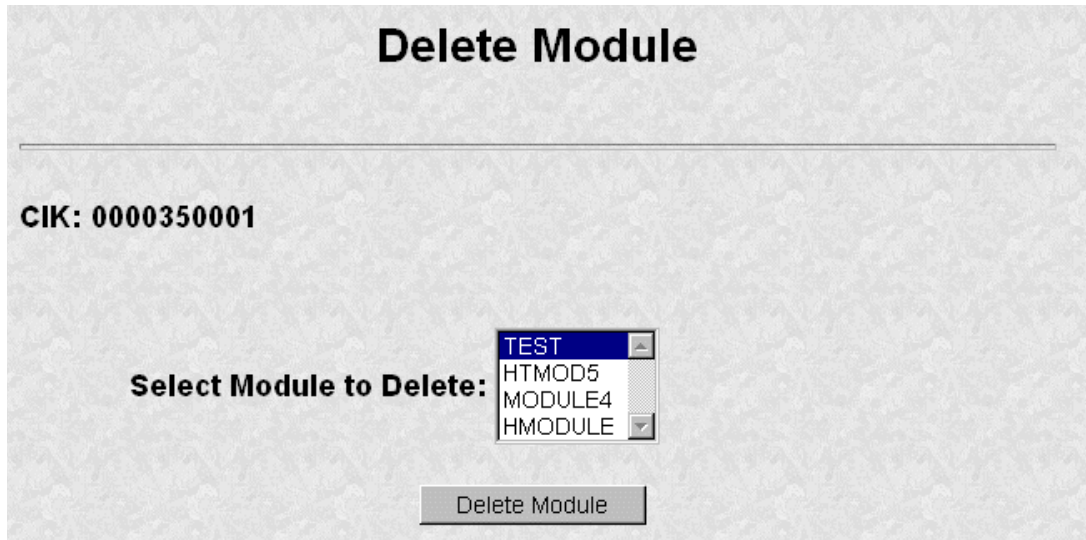 Delete Module
CIK: 0000350001
Select Module to Delete:
TEST
HTMOD5
MODULE4
HMODULE
Delete Module